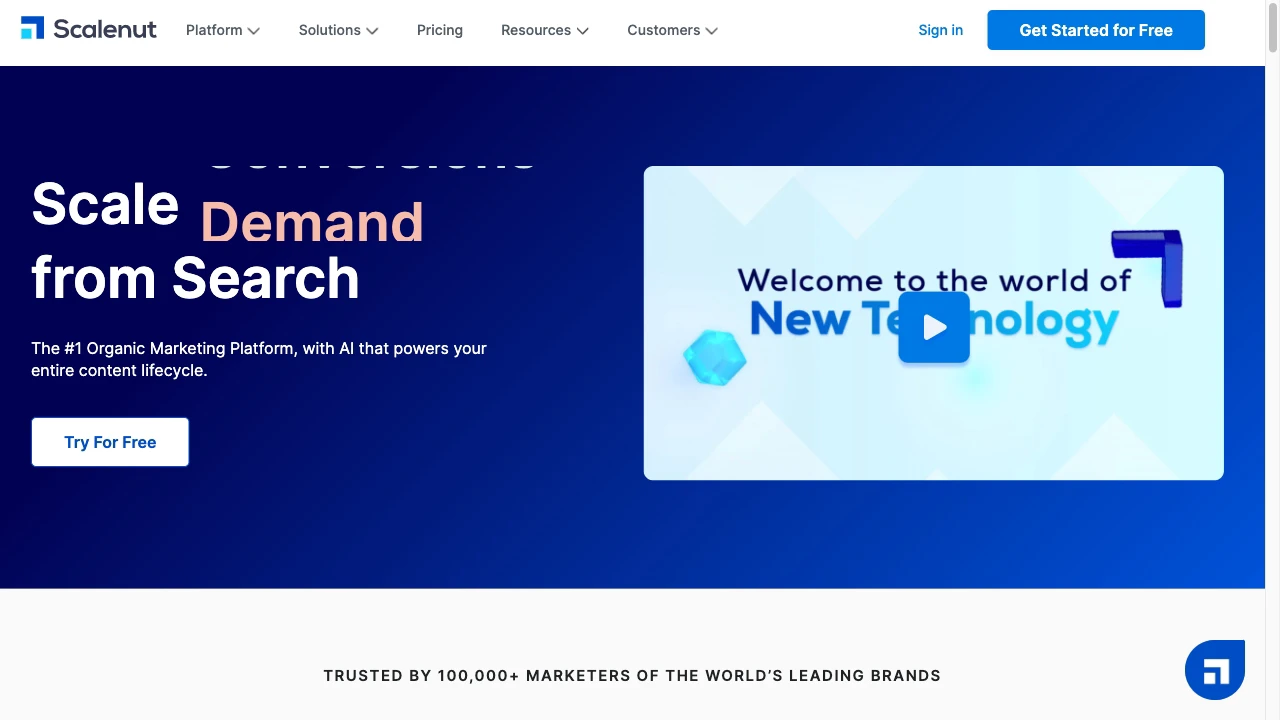 Scalenut
Platform
Solutions
Pricing
Resources
Customers
Sign in
Get Started for Free
Conversions
Scale Demand
from Search
The #1 Organic Marketing Platform, with AI that powers your
entire content lifecycle.
Try For Free
Welcome to the world of
New Te nology
TRUSTED BY 100,000+ MARKETERS OF THE WORLD’S LEADING BRANDS